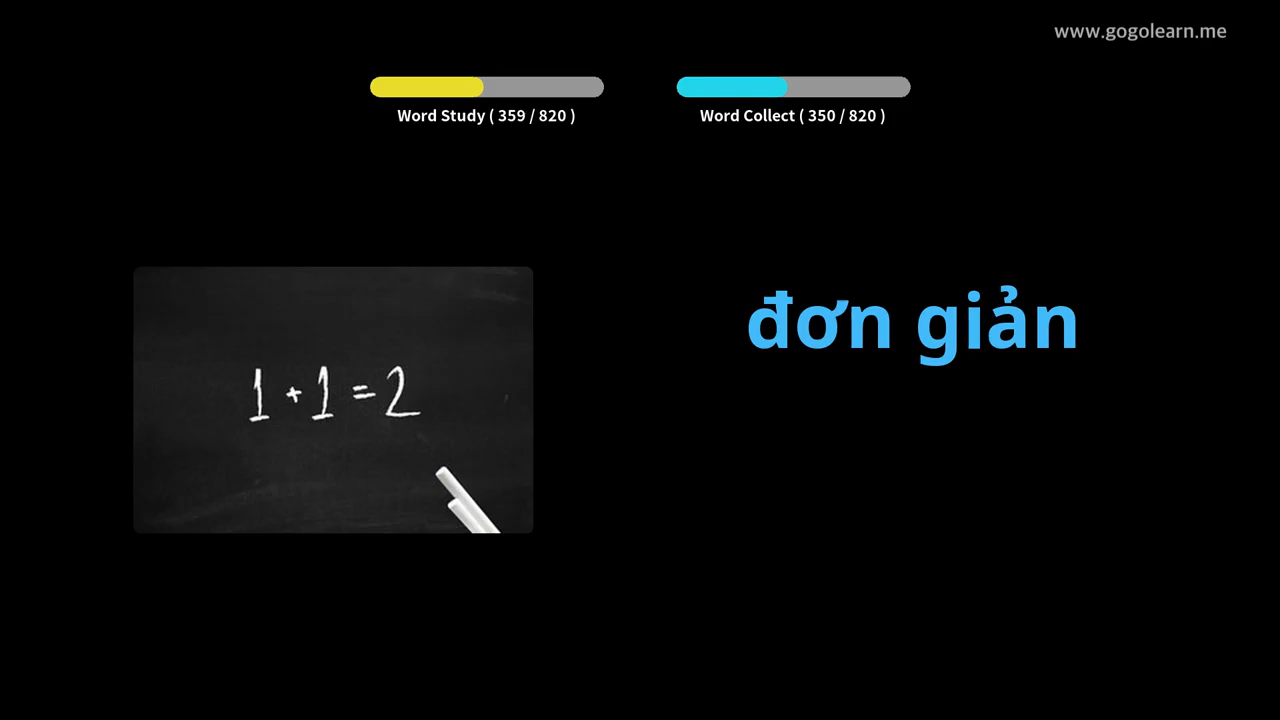 www.gogolearn.me
Word Study ( 359 / 820 )
Word Collect ( 350 / 820 )
đơn giản
1 + 1 = 2